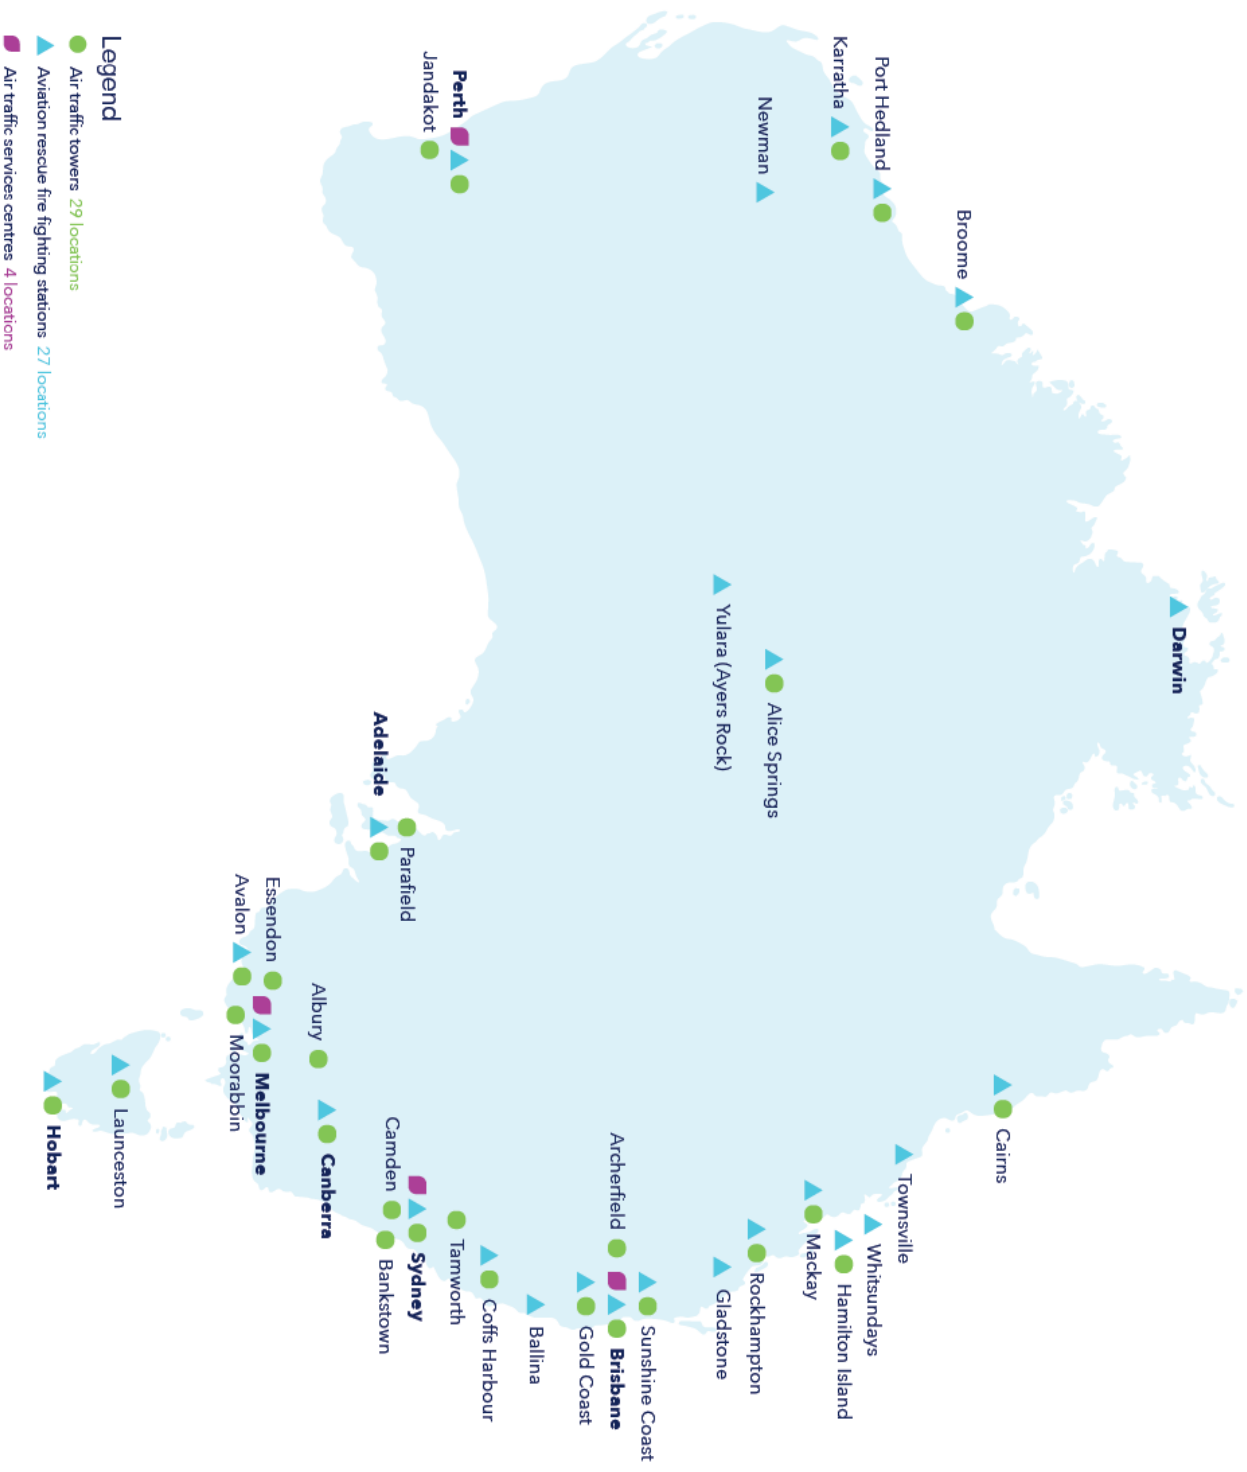 Darwin
Broome
Port Hedland
Karratha
Newman
Perth
Jandakot
Yulara (Ayers Rock)
Alice Springs
Cairns
Townsville
Whitsundays
Hamilton Island
Mackay
Rockhampton
Gladstone
Sunshine Coast
Archerfield
Brisbane
Gold Coast
Ballina
Coffs Harbour
Tamworth
Sydney
Camden
Bankstown
Parafield
Adelaide
Canberra
Albury
Essendon
Melbourne
Avalon
Moorabbin
Launceston
Hobart
Legend
Air traffic towers 29 locations
Aviation rescue fire fighting stations 27 locations
Air traffic services centres 4 locations